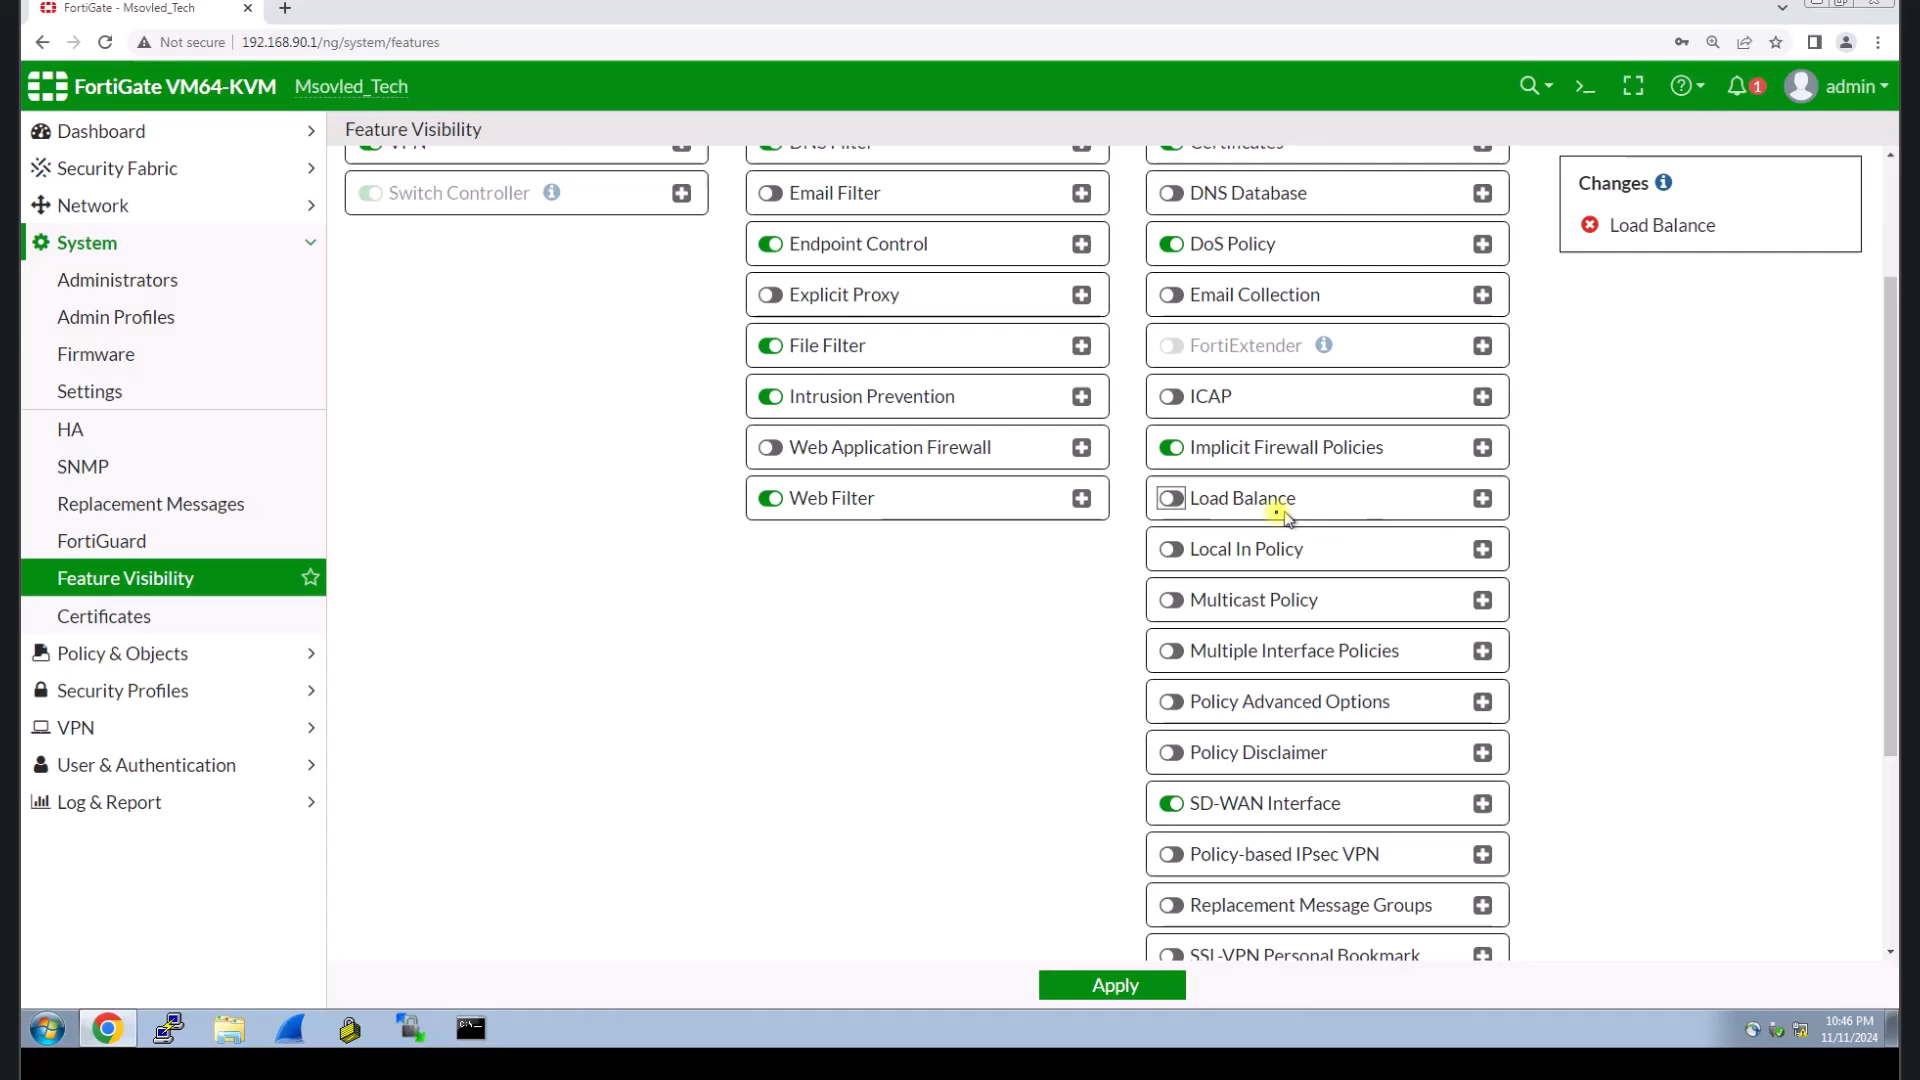 FortiGate - Msovled_Tech
Not secure
192.168.90.1/ng/system/features
FortiGate VM64-KVM
Msovled_Tech
1
admin
Dashboard
Security Fabric
Network
System
Administrators
Admin Profiles
Firmware
Settings
HA
SNMP
Replacement Messages
FortiGuard
Feature Visibility
Certificates
Policy & Objects
Security Profiles
VPN
User & Authentication
Log & Report
Feature Visibility
VPN
Switch Controller
DNS Filter
Email Filter
Endpoint Control
Explicit Proxy
File Filter
Intrusion Prevention
Web Application Firewall
Web Filter
Certificates
DNS Database
DoS Policy
Email Collection
FortiExtender
ICAP
Implicit Firewall Policies
Load Balance
Local In Policy
Multicast Policy
Multiple Interface Policies
Policy Advanced Options
Policy Disclaimer
SD-WAN Interface
Policy-based IPsec VPN
Replacement Message Groups
SSL-VPN Personal Bookmark
Changes
Load Balance
Apply
10:46 PM
11/11/2024